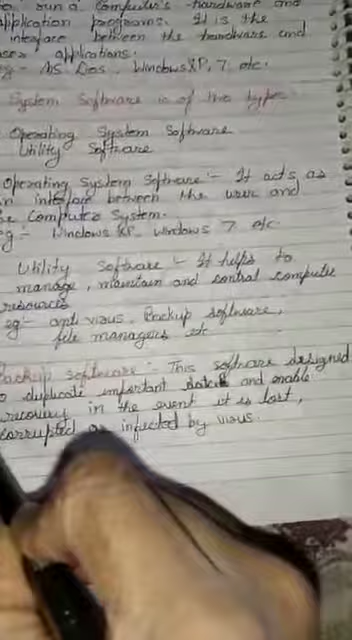 run a Computer's hardware and
application programs. It is the
interface between the hardware and
user applications.
eg - MS Dos, Windows XP, 7 etc.
System Software is of two types
Operating System Software
Utility Software
Operating System Software :- It acts as
an interface between the user and
the Computer System.
eg :- Windows XP, Windows 7 etc.
Utility Software - It helps to
manage, maintain and control computer
resources
eg - anti virus, Backup software,
file managers etc
Backup software :- This software designed
to duplicate important data and enable
recovery in the event it is lost,
corrupted or infected by virus.